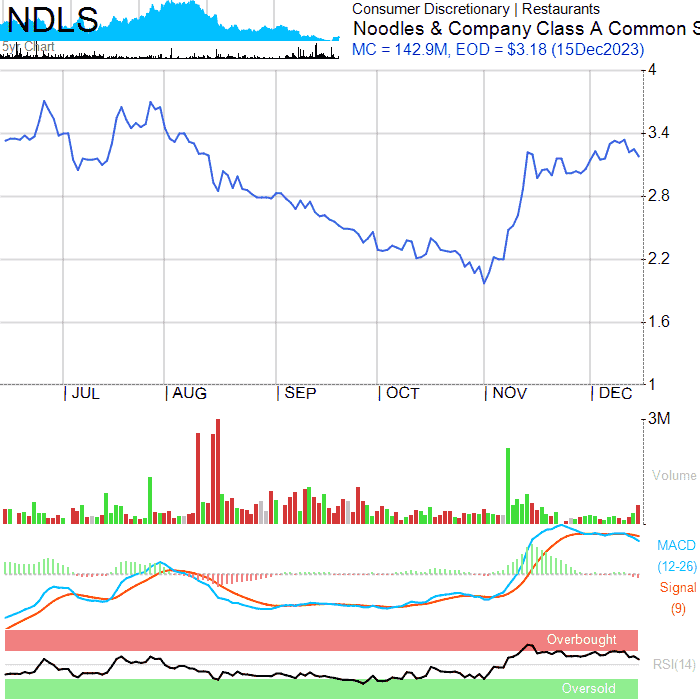 NDLS
5yr Chart
Consumer Discretionary | Restaurants
Noodles & Company Class A Common S
MC = 142.9M, EOD = $3.18 (15Dec2023)
4
3.4
2.8
2.2
1.6
1
JUL AUG SEP OCT NOV DEC
3M
Volume
MACD
(12-26)
Signal
(9)
Overbought
RSI(14)
Oversold